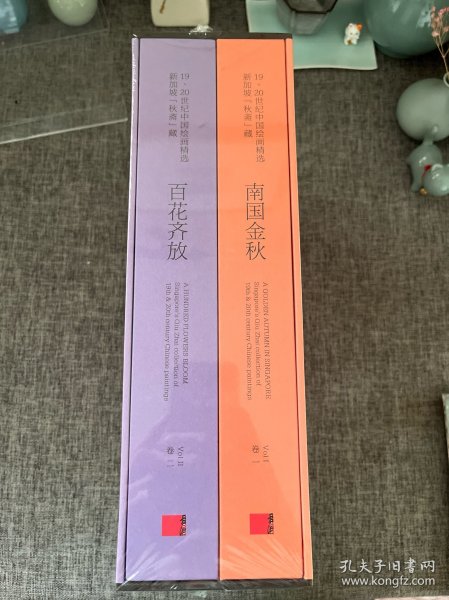 19、20世纪中国绘画精选
新加坡「秋斋」藏
南国金秋
A GOLDEN AUTUMN IN SINGAPORE
Singapore's Qiu Zhai collection of
19th & 20th century Chinese paintings
Vol I
卷一
19、20世纪中国绘画精选
新加坡「秋斋」藏
百花齐放
A HUNDRED FLOWERS BLOOM
Singapore's Qiu Zhai collection of
19th & 20th century Chinese paintings
Vol II
卷二
孔夫子旧书网
www.kongfz.com